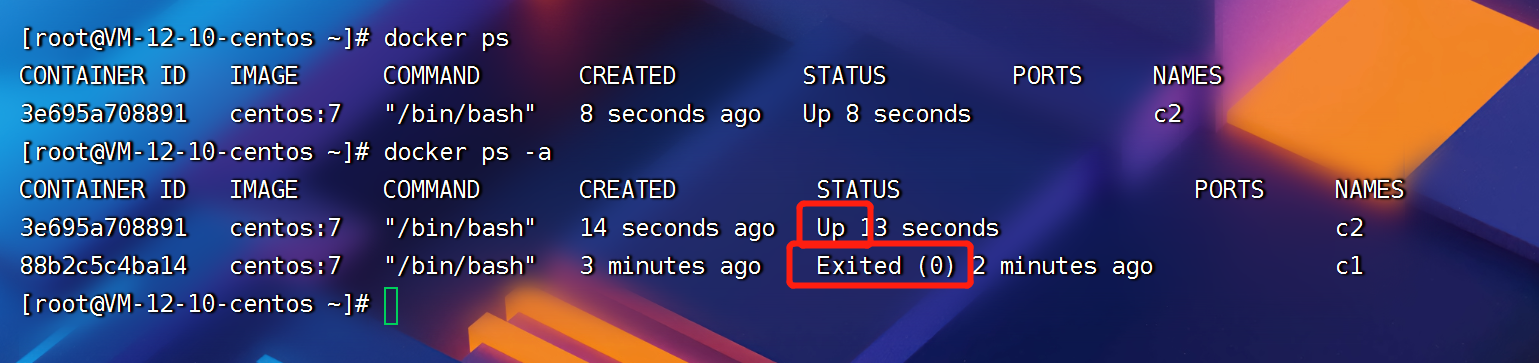 [root@VM-12-10-centos ~]# docker ps
CONTAINER ID   IMAGE      COMMAND       CREATED         STATUS         PORTS     NAMES
3e695a708891   centos:7   "/bin/bash"   8 seconds ago   Up 8 seconds             c2
[root@VM-12-10-centos ~]# docker ps -a
CONTAINER ID   IMAGE      COMMAND       CREATED          STATUS                     PORTS     NAMES
3e695a708891   centos:7   "/bin/bash"   14 seconds ago   Up 13 seconds                        c2
88b2c5c4ba14   centos:7   "/bin/bash"   3 minutes ago    Exited (0) 2 minutes ago             c1
[root@VM-12-10-centos ~]#